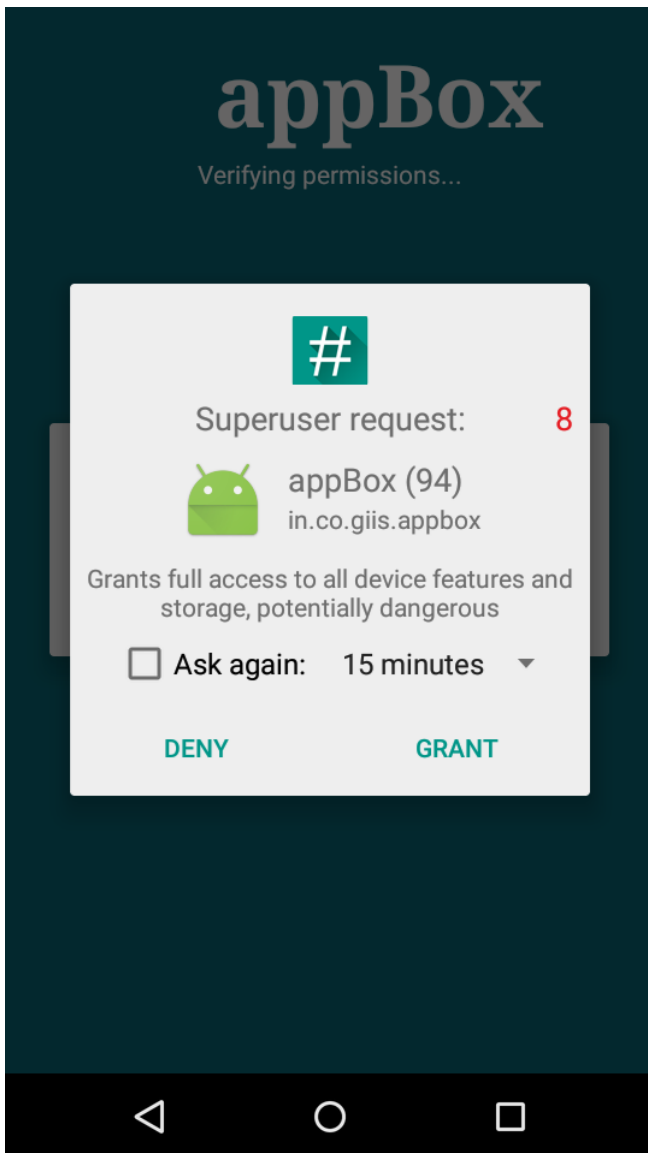 appBox
Verifying permissions...
#
Superuser request: 8
appBox (94)
in.co.giis.appbox
Grants full access to all device features and
storage, potentially dangerous
Ask again: 15 minutes
DENY GRANT